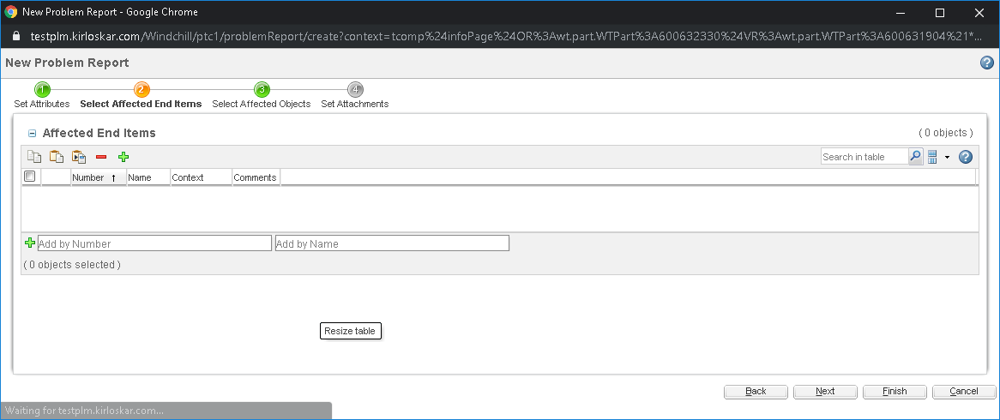 New Problem Report - Google Chrome
testplm.kirloskar.com/Windchill/ptc1/problemReport/create?context=tcomp%24infoPage%24OR%3Awt.part.WTPart%3A600632330%24VR%3Awt.part.WTPart%3A600631904%21*...
New Problem Report
?
1 2 3 4
Set Attributes Select Affected End Items Select Affected Objects Set Attachments
Affected End Items ( 0 objects )
Search in table ?
Number ↑ Name Context Comments
Add by Number Add by Name
( 0 objects selected )
Resize table
Back Next Finish Cancel
Waiting for testplm.kirloskar.com...